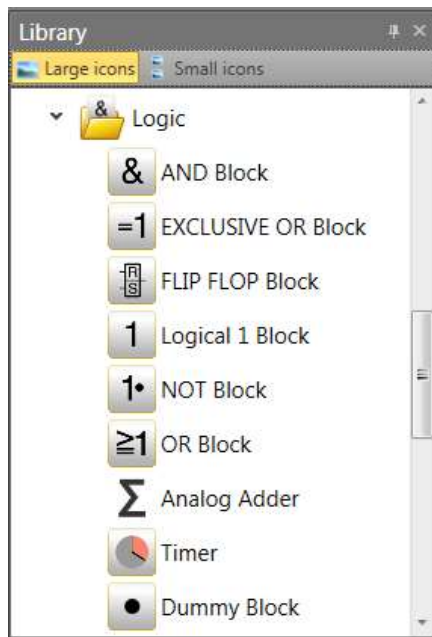 Library
Large icons Small icons
& Logic
& AND Block
=1 EXCLUSIVE OR Block
R S FLIP FLOP Block
1 Logical 1 Block
1• NOT Block
≧1 OR Block
Σ Analog Adder
Timer
Dummy Block